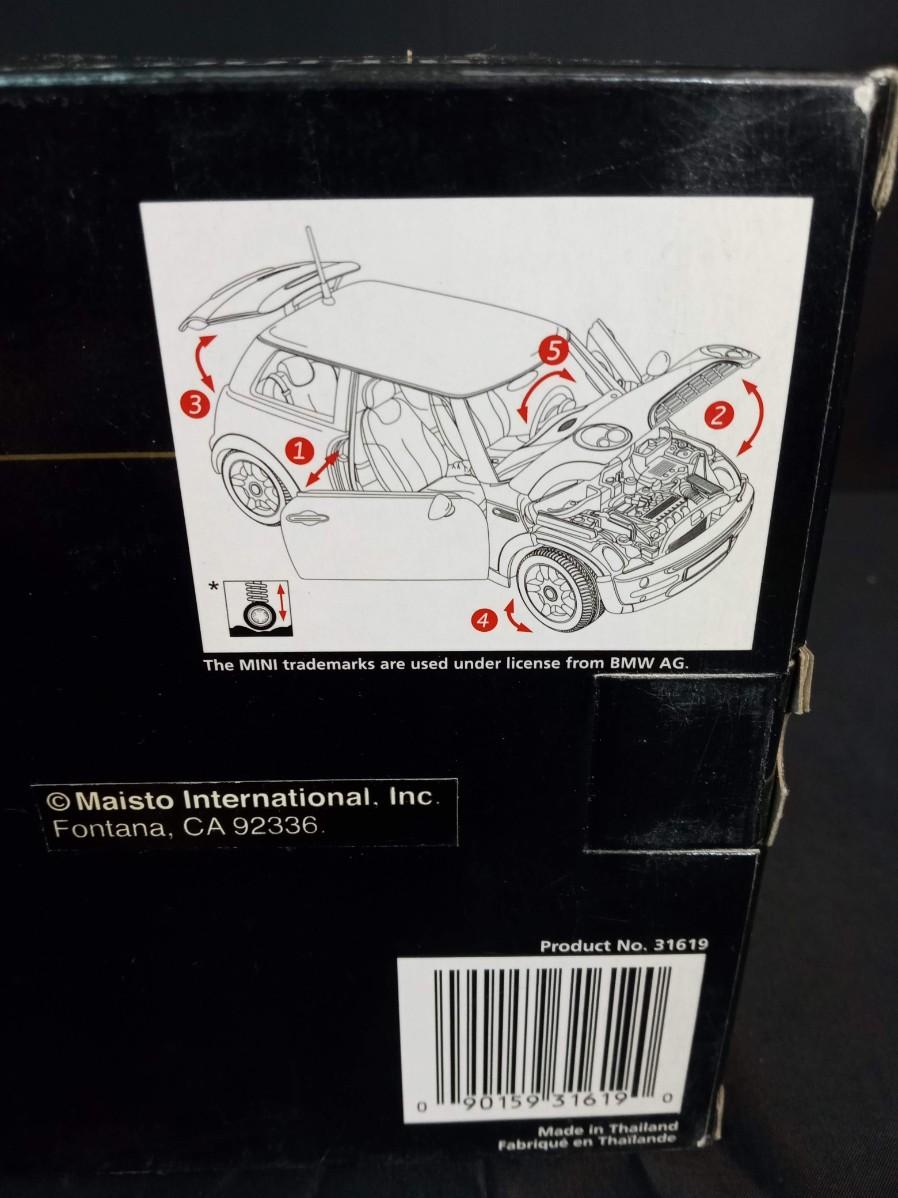 5
3
2
1
*
4
The MINI trademarks are used under license from BMW AG.
© Maisto International, Inc.
Fontana, CA 92336.
Product No. 31619
0 90159 31619 0
Made in Thailand
Fabriqué en Thaïlande